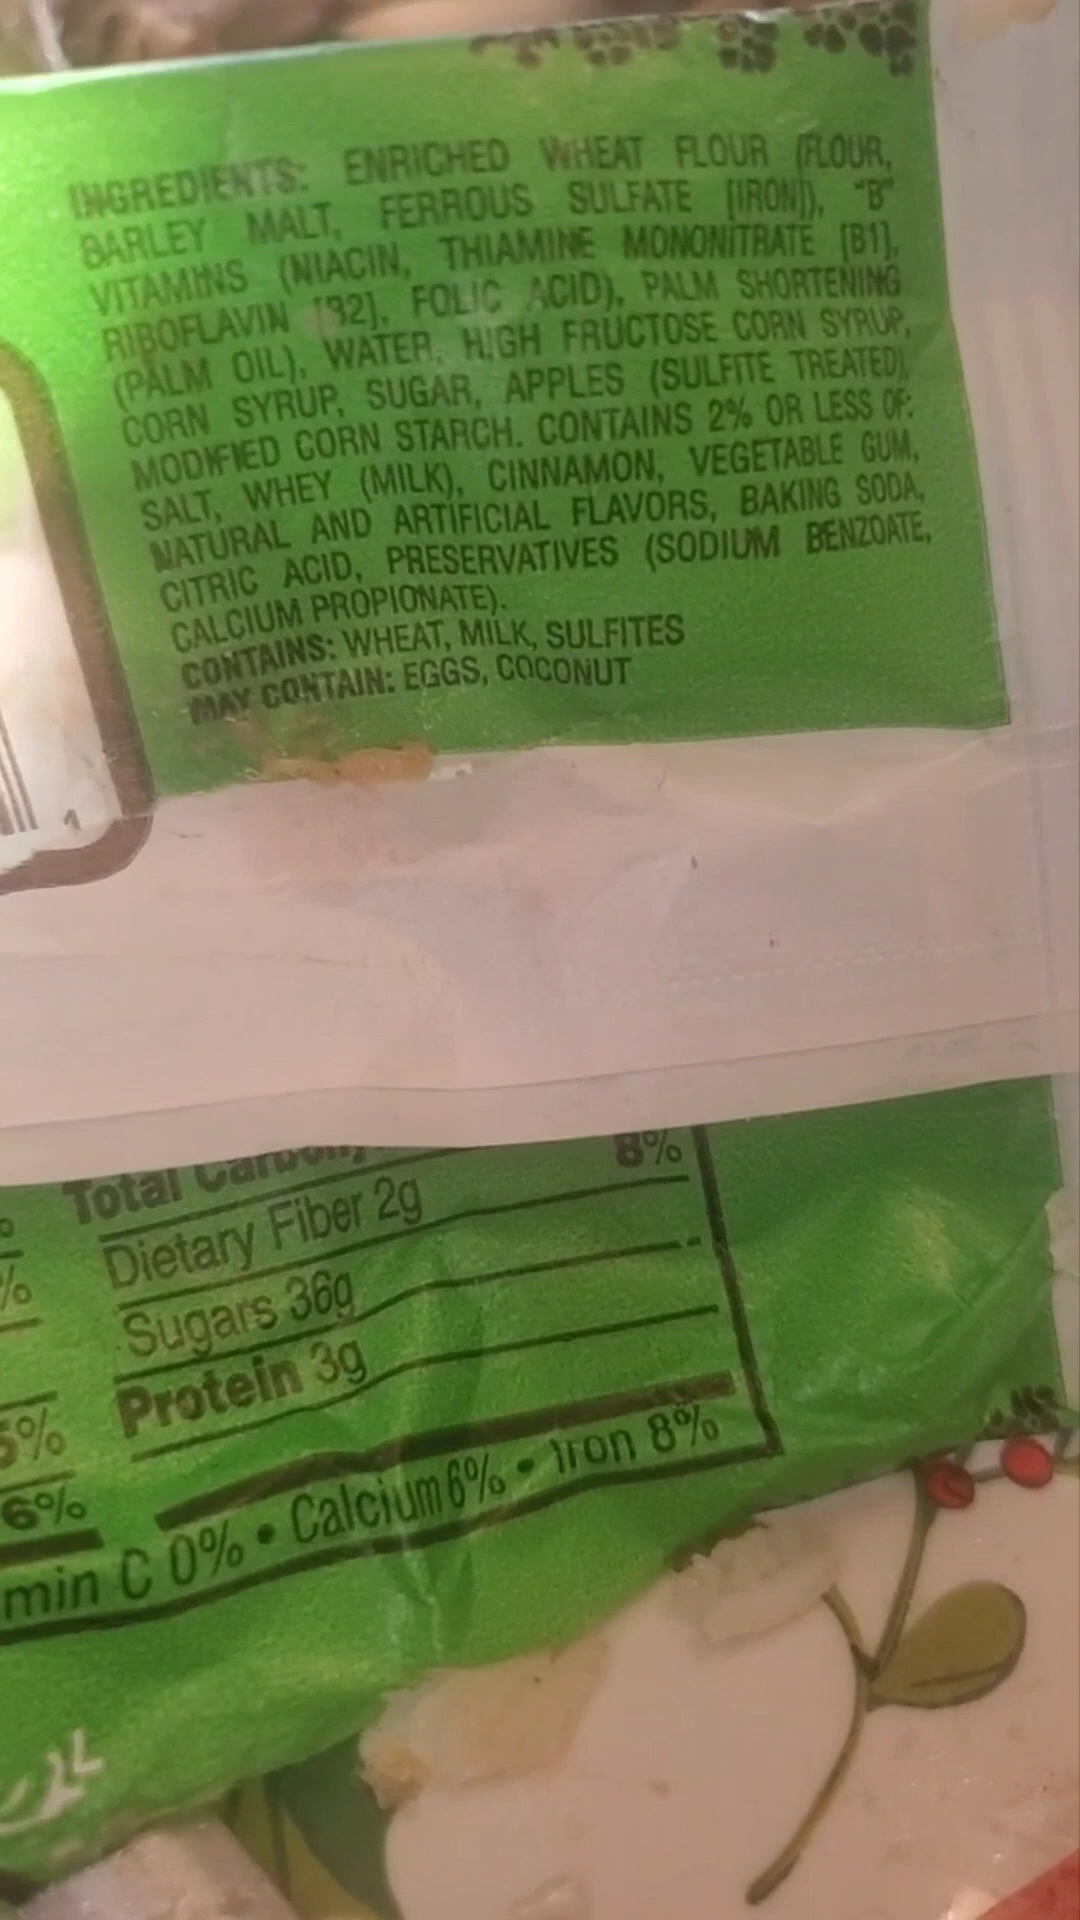 INGREDIENTS: ENRICHED WHEAT FLOUR (FLOUR,
BARLEY MALT, FERROUS SULFATE [IRON]), "B"
VITAMINS (NIACIN, THIAMINE MONONITRATE [B1],
RIBOFLAVIN [B2], FOLIC ACID), PALM SHORTENING
(PALM OIL), WATER, HIGH FRUCTOSE CORN SYRUP,
CORN SYRUP, SUGAR, APPLES (SULFITE TREATED),
MODIFIED CORN STARCH. CONTAINS 2% OR LESS OF:
SALT, WHEY (MILK), CINNAMON, VEGETABLE GUM,
NATURAL AND ARTIFICIAL FLAVORS, BAKING SODA,
CITRIC ACID, PRESERVATIVES (SODIUM BENZOATE,
CALCIUM PROPIONATE).
CONTAINS: WHEAT, MILK, SULFITES
MAY CONTAIN: EGGS, COCONUT
1
Total 8%
Dietary Fiber 2g
Sugars 36g
Protein 3g
5%
6%
min C 0% • Calcium 6% • Iron 8%